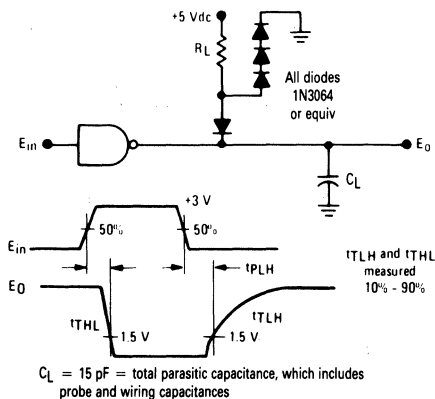 +5 Vdc
RL
All diodes
1N3064
or equiv
Ein
Eo
CL
+3 V
50%
50%
Ein
tPLH
tTLH and tTHL
measured
10% - 90%
EO
tTHL
tTLH
1.5 V
1.5 V
CL = 15 pF = total parasitic capacitance, which includes
probe and wiring capacitances